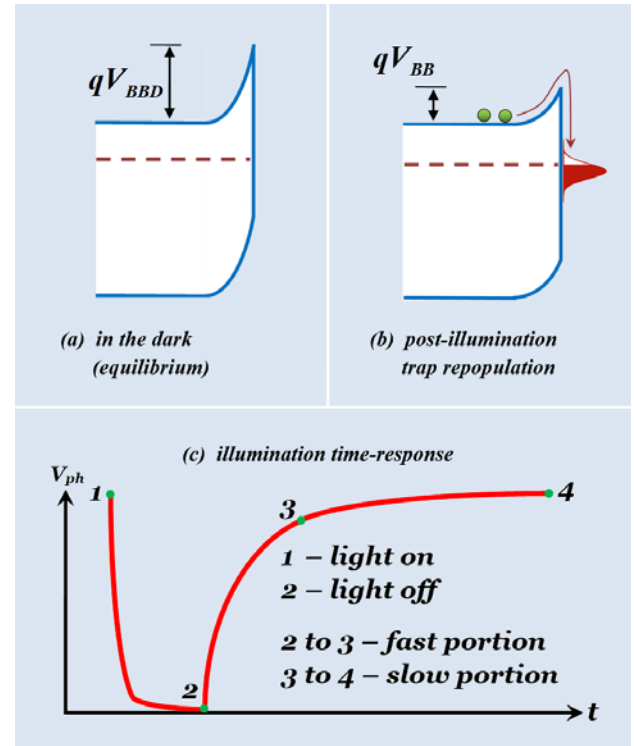 qV_BBD
(a) in the dark
(equilibrium)
qV_BB
(b) post-illumination
trap repopulation
(c) illumination time-response
V_ph
1
2
3
4
1 – light on
2 – light off
2 to 3 – fast portion
3 to 4 – slow portion
t